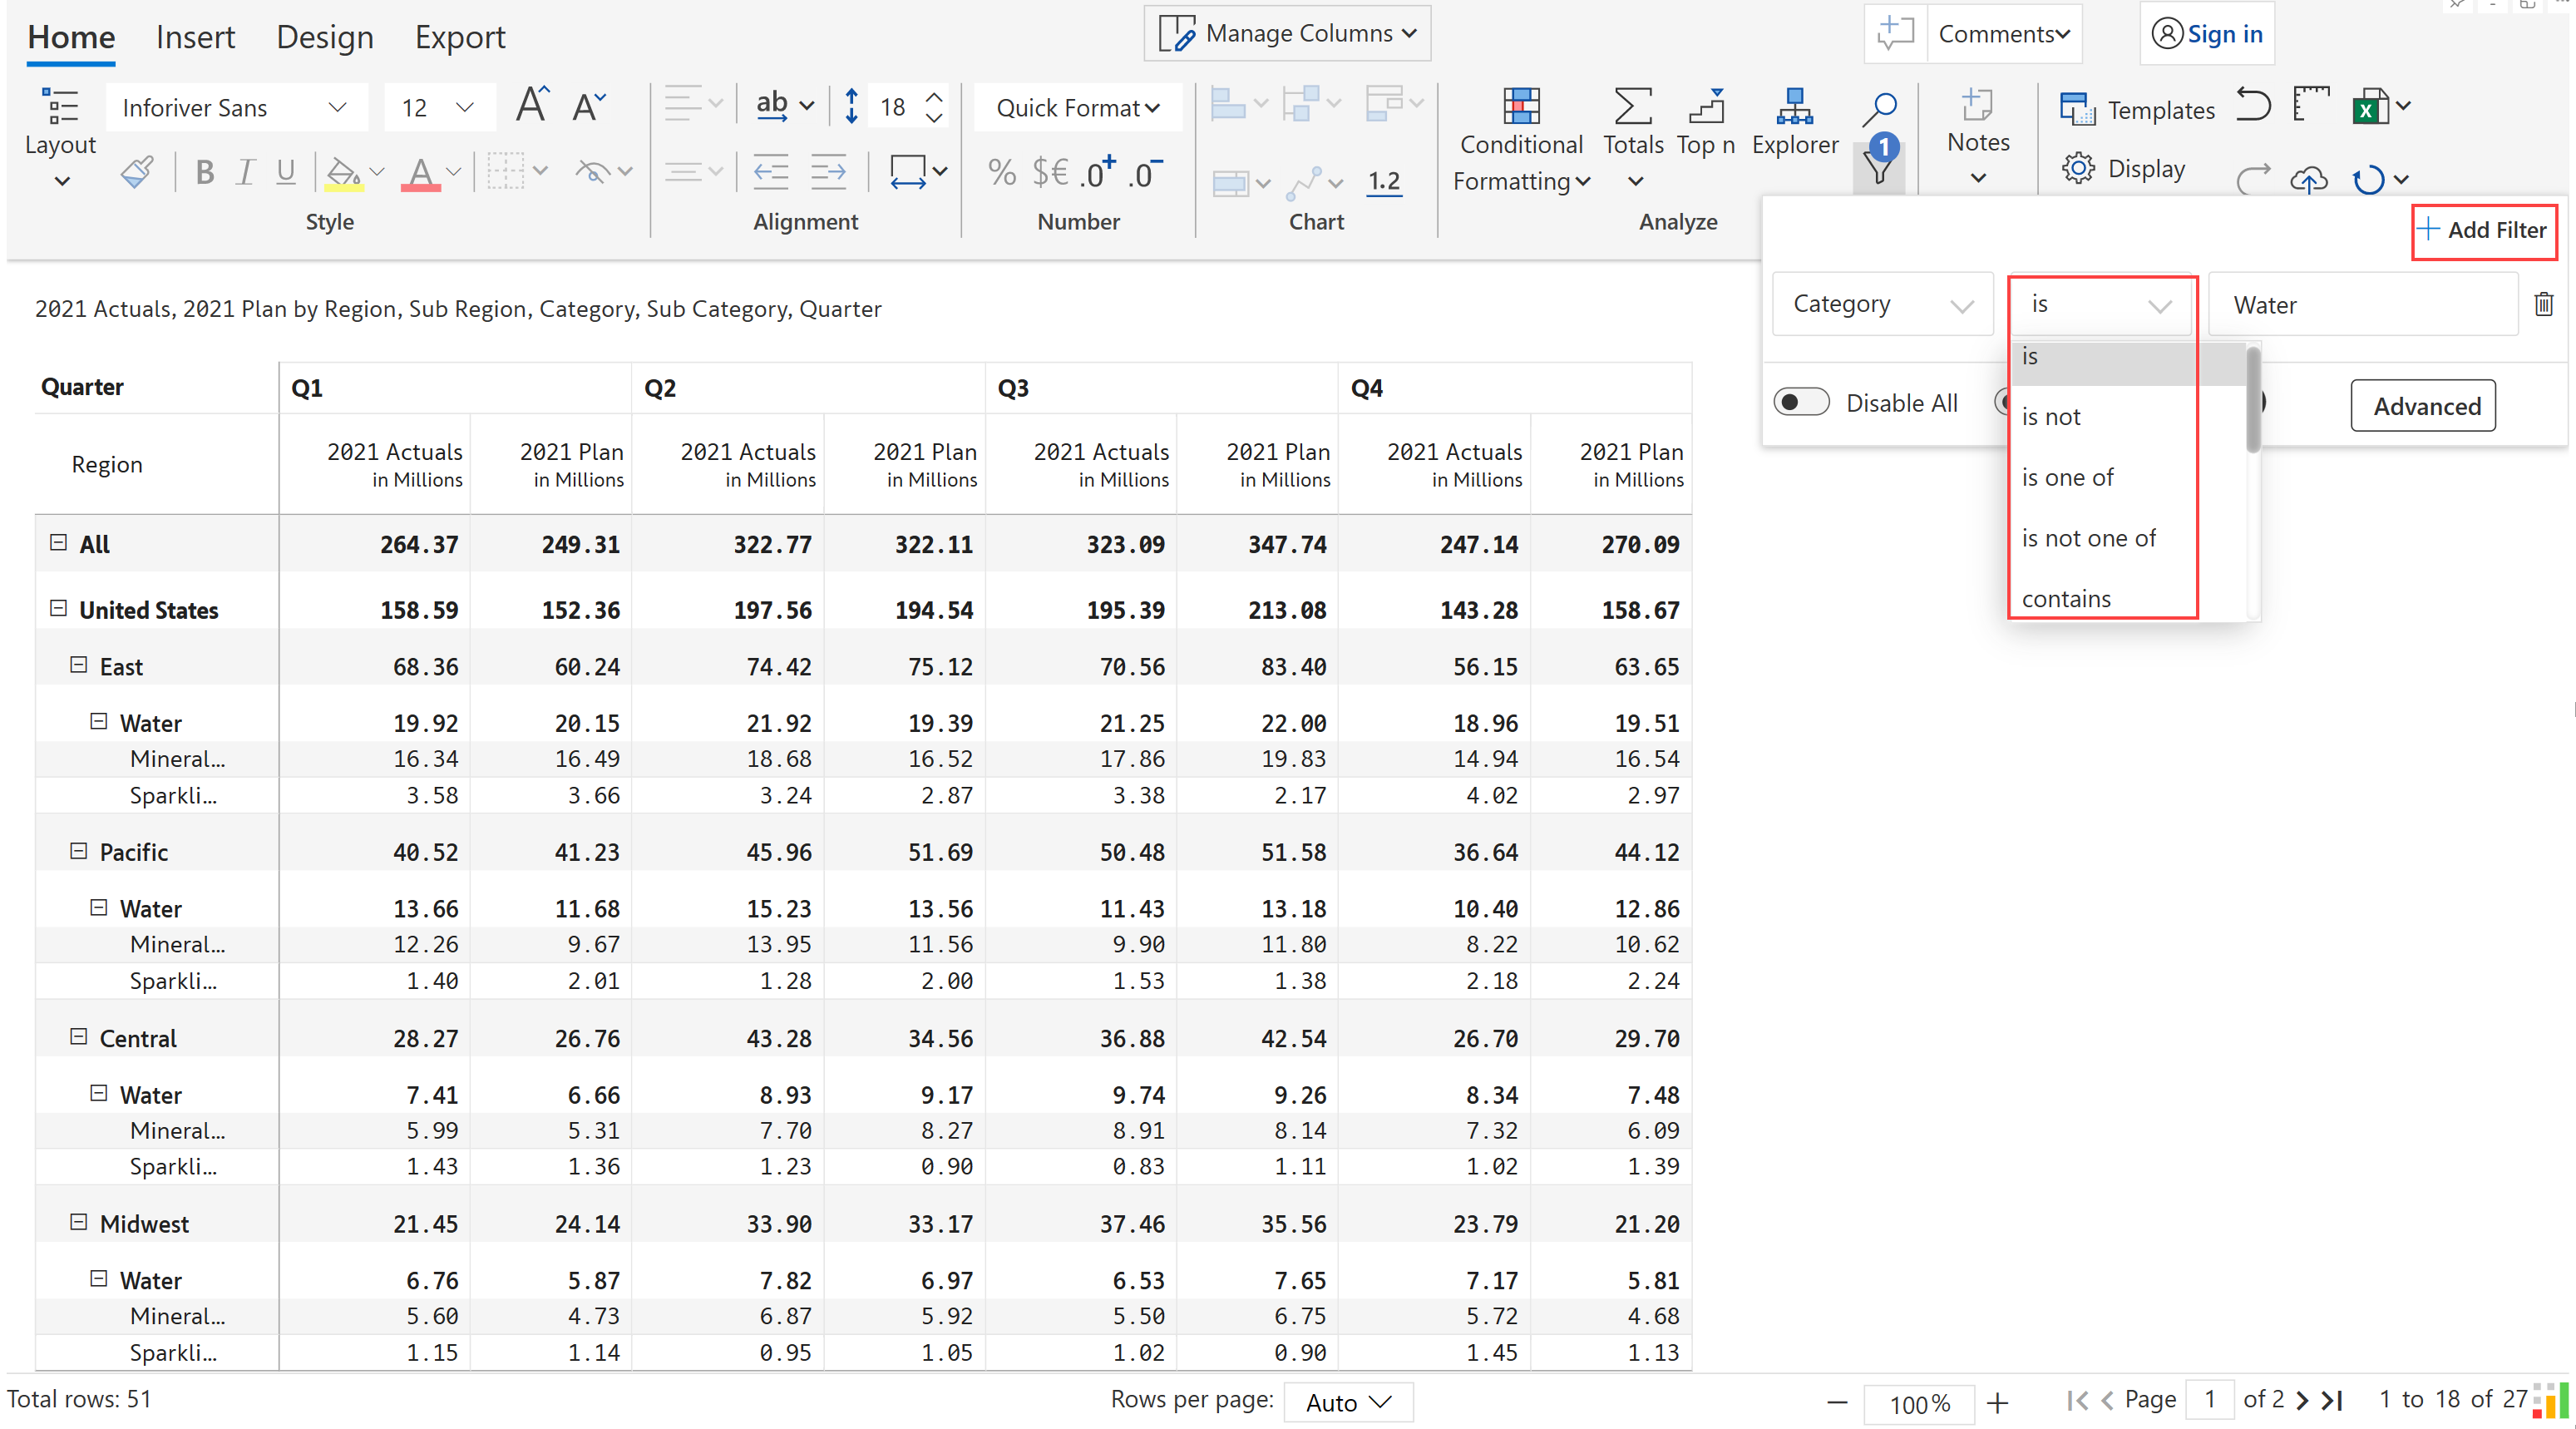 Home Insert Design Export Manage Columns Comments Sign in
Inforiver Sans 12 A A ab 18 Quick Format Templates
Layout Conditional Formatting Totals Top n Explorer 1 Notes
B I U A % $€ .0+ .0- 1.2 Display
Style Alignment Number Chart Analyze
Add Filter
Category is Water
is
is not
is one of
is not one of
contains
Disable All Advanced
2021 Actuals, 2021 Plan by Region, Sub Region, Category, Sub Category, Quarter
Quarter Q1 Q2 Q3 Q4
Region 2021 Actuals 2021 Plan 2021 Actuals 2021 Plan 2021 Actuals 2021 Plan 2021 Actuals 2021 Plan
in Millions in Millions in Millions in Millions in Millions in Millions in Millions in Millions
All 264.37 249.31 322.77 322.11 323.09 347.74 247.14 270.09
United States 158.59 152.36 197.56 194.54 195.39 213.08 143.28 158.67
East 68.36 60.24 74.42 75.12 70.56 83.40 56.15 63.65
Water 19.92 20.15 21.92 19.39 21.25 22.00 18.96 19.51
Mineral... 16.34 16.49 18.68 16.52 17.86 19.83 14.94 16.54
Sparkli... 3.58 3.66 3.24 2.87 3.38 2.17 4.02 2.97
Pacific 40.52 41.23 45.96 51.69 50.48 51.58 36.64 44.12
Water 13.66 11.68 15.23 13.56 11.43 13.18 10.40 12.86
Mineral... 12.26 9.67 13.95 11.56 9.90 11.80 8.22 10.62
Sparkli... 1.40 2.01 1.28 2.00 1.53 1.38 2.18 2.24
Central 28.27 26.76 43.28 34.56 36.88 42.54 26.70 29.70
Water 7.41 6.66 8.93 9.17 9.74 9.26 8.34 7.48
Mineral... 5.99 5.31 7.70 8.27 8.91 8.14 7.32 6.09
Sparkli... 1.43 1.36 1.23 0.90 0.83 1.11 1.02 1.39
Midwest 21.45 24.14 33.90 33.17 37.46 35.56 23.79 21.20
Water 6.76 5.87 7.82 6.97 6.53 7.65 7.17 5.81
Mineral... 5.60 4.73 6.87 5.92 5.50 6.75 5.72 4.68
Sparkli... 1.15 1.14 0.95 1.05 1.02 0.90 1.45 1.13
Total rows: 51 Rows per page: Auto 100% Page 1 of 2 1 to 18 of 27